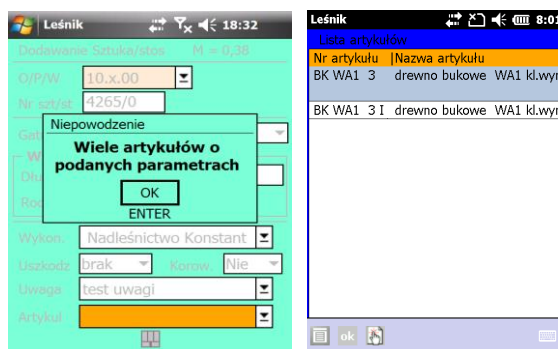 Leśnik 18:32
Dodawanie Sztuka/stos M = 0,38
O/P/W 10.x.00
Nr szt/st 4265/0
Niepowodzenie
Wiele artykułów o
podanych parametrach
OK
ENTER
Wykon. Nadleśnictwo Konstant
Uszkodz brak Korow. Nie
Uwaga test uwagi
Artykuł
Leśnik 8:01
Lista artykułów
Nr artykułu |Nazwa artykułu
BK WA1 3 drewno bukowe WA1 kl.wyr
BK WA1 3 I drewno bukowe WA1 kl.wyr
ok